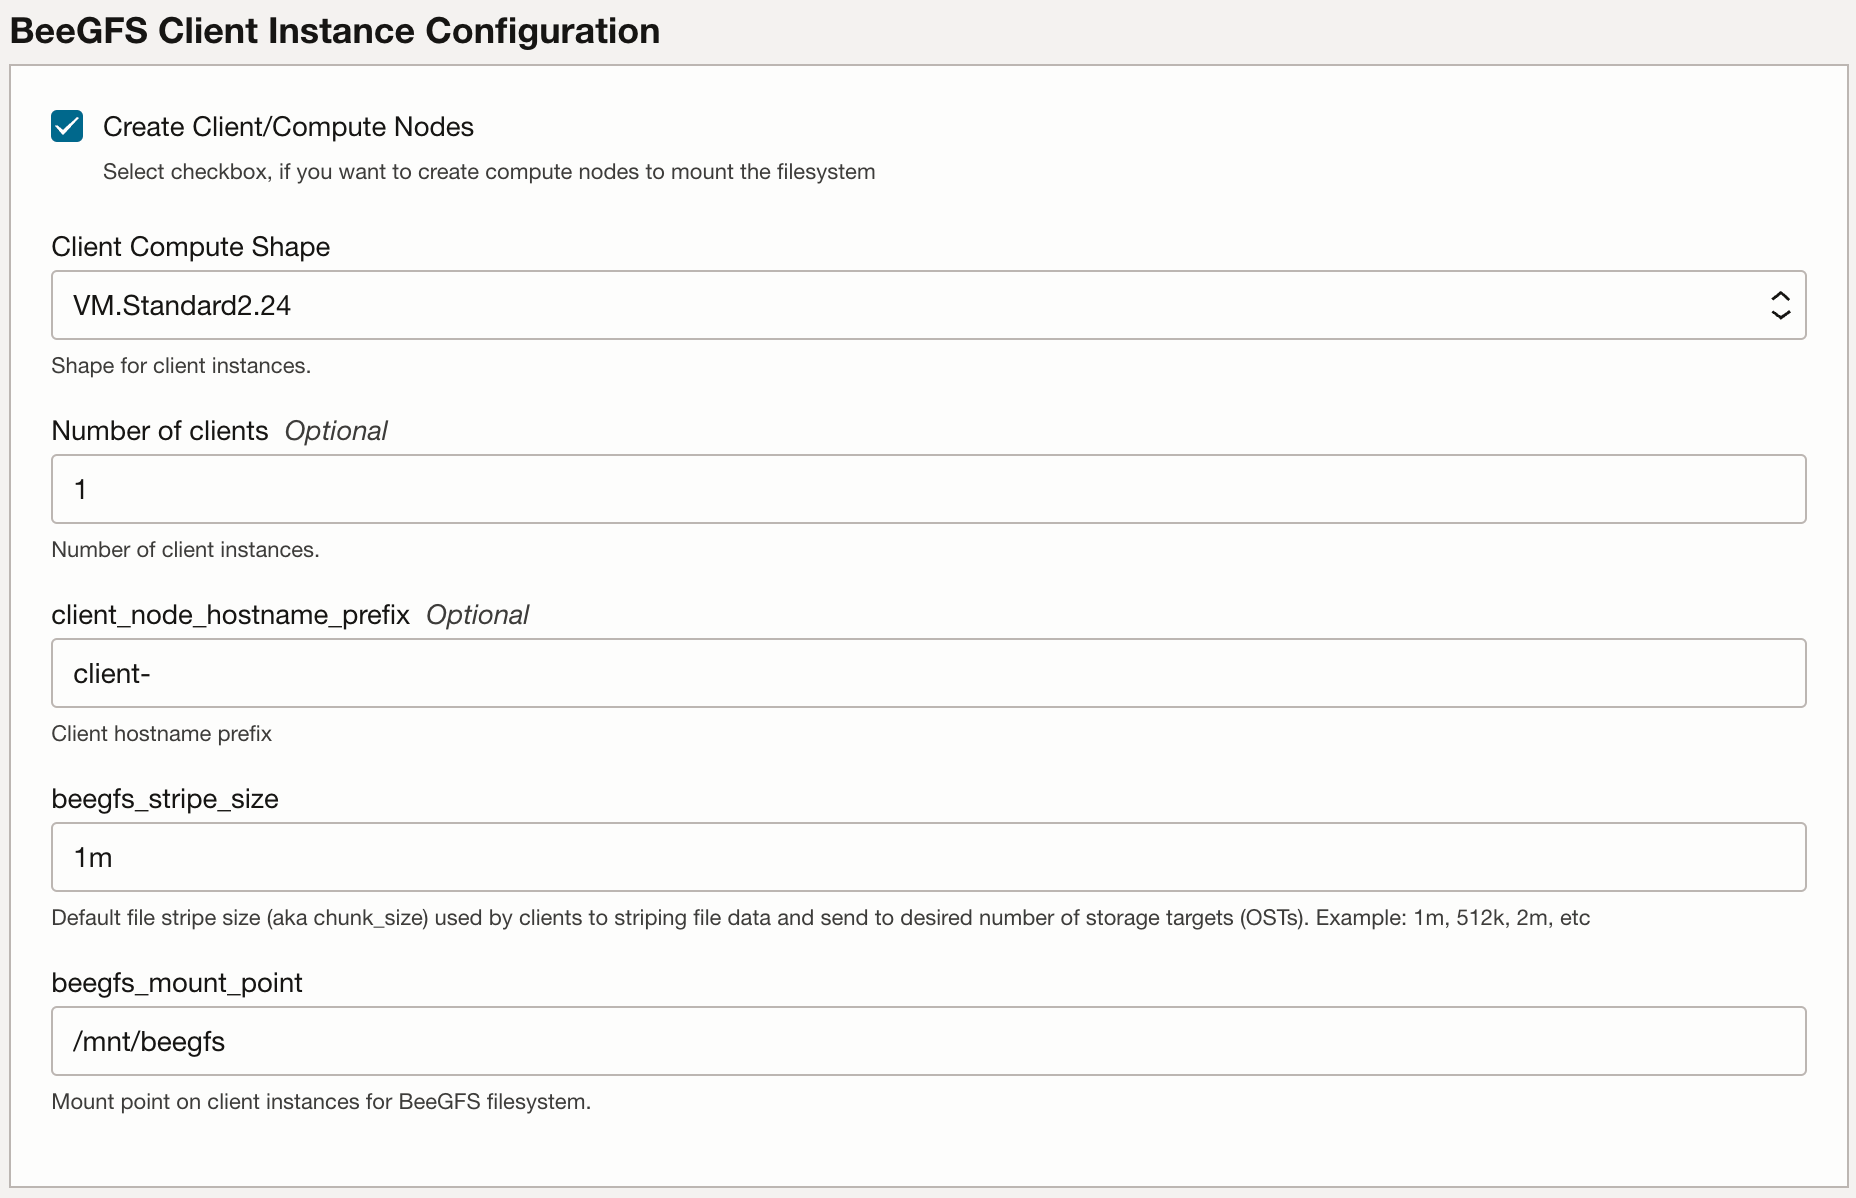 BeeGFS Client Instance Configuration
Create Client/Compute Nodes
Select checkbox, if you want to create compute nodes to mount the filesystem
Client Compute Shape
VM.Standard2.24
Shape for client instances.
Number of clients Optional
1
Number of client instances.
client_node_hostname_prefix Optional
client-
Client hostname prefix
beegfs_stripe_size
1m
Default file stripe size (aka chunk_size) used by clients to striping file data and send to desired number of storage targets (OSTs). Example: 1m, 512k, 2m, etc
beegfs_mount_point
/mnt/beegfs
Mount point on client instances for BeeGFS filesystem.